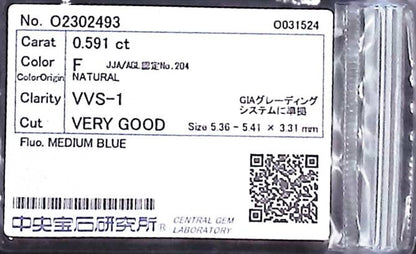 No. O2302493 O031524
Carat 0.591 ct
Color F JJA/AGL認定No.204
ColorOrigin NATURAL
Clarity VVS-1 GIAグレーディング
システムに準拠
Cut VERY GOOD Size 5.36 - 5.41 × 3.31 mm
Fluo. MEDIUM BLUE
中央宝石研究所® CENTRAL GEM
LABORATORY